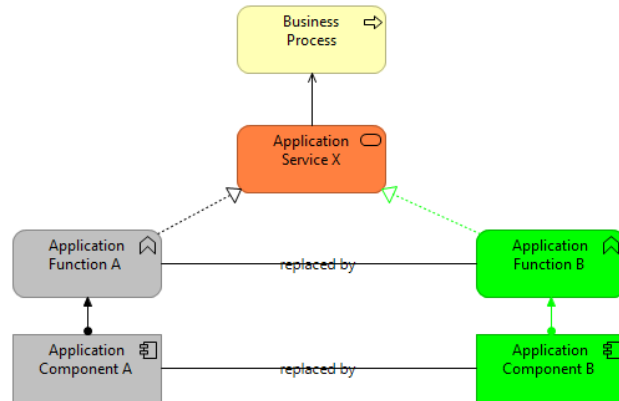 Business
Process
Application
Service X
Application
Function A
replaced by
Application
Function B
Application
Component A
replaced by
Application
Component B